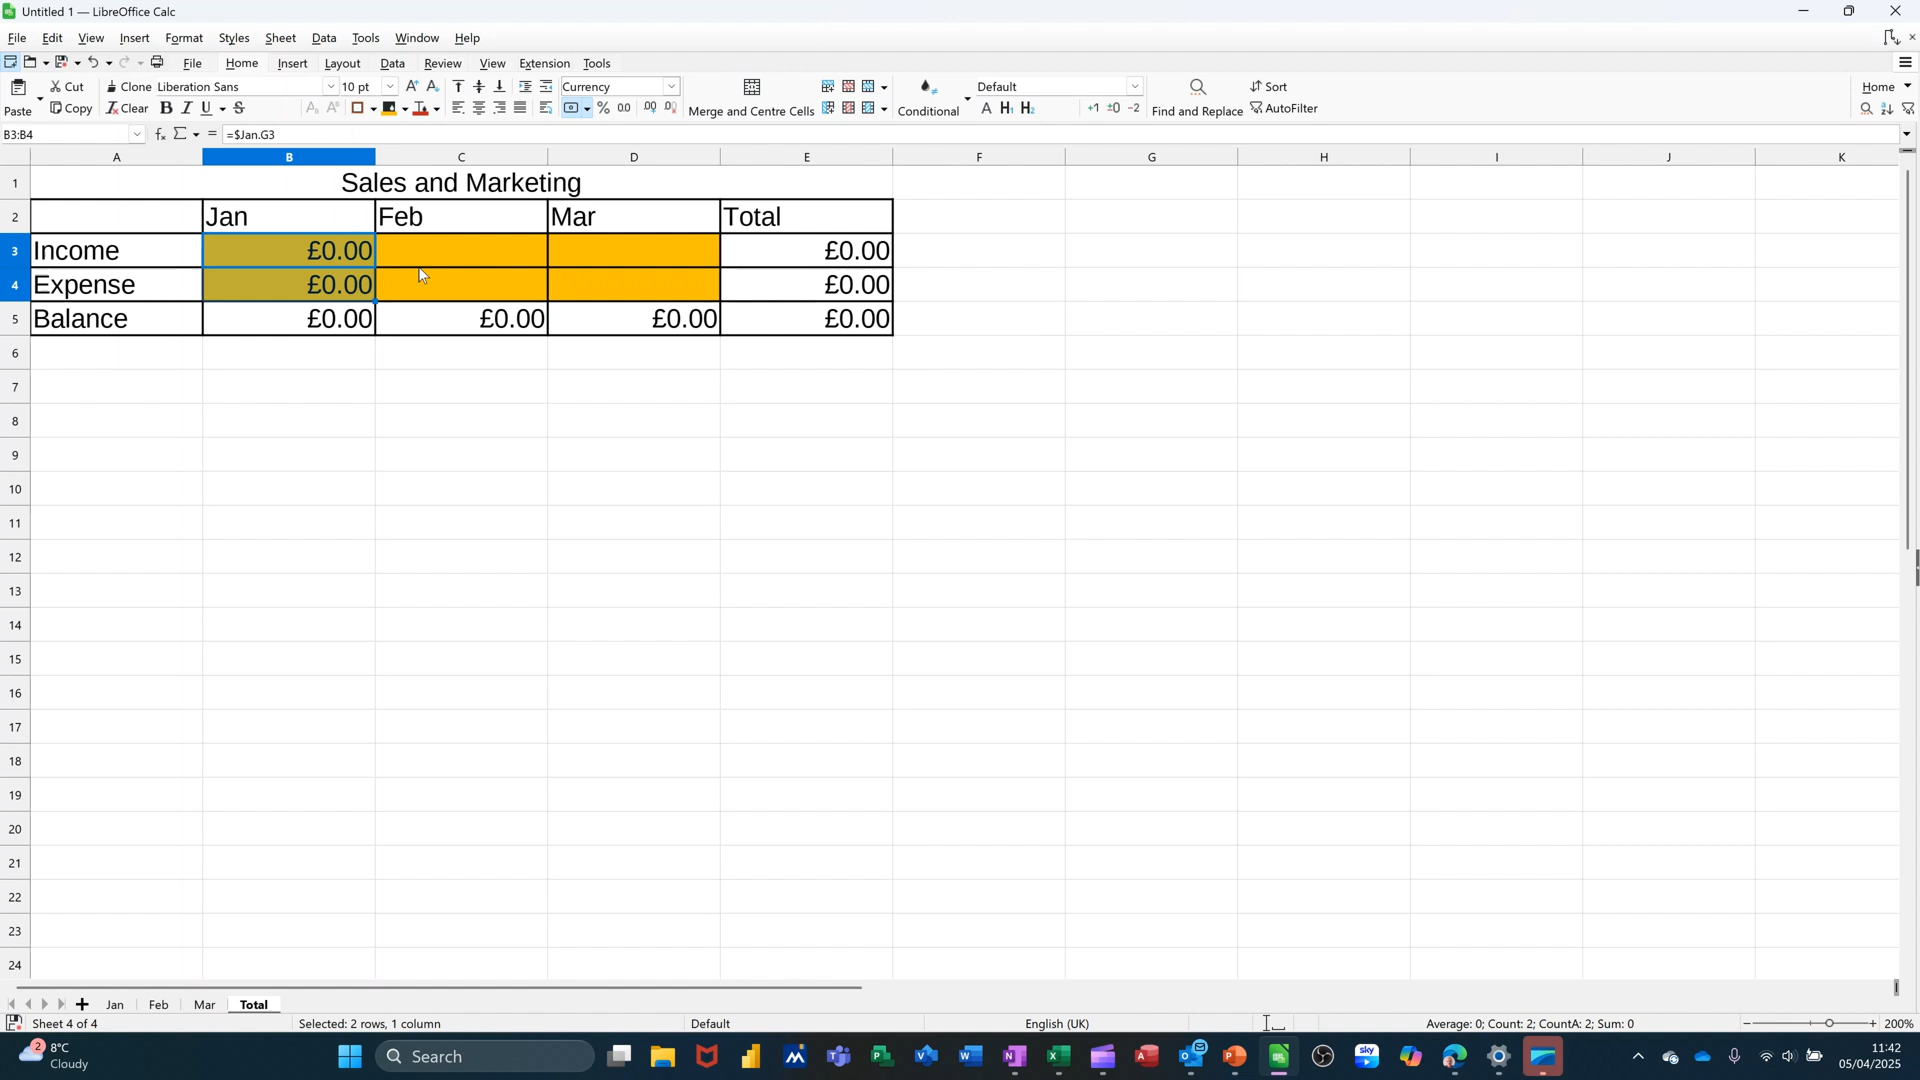 Untitled 1 — LibreOffice Calc
File Edit View Insert Format Styles Sheet Data Tools Window Help
File Home Insert Layout Data Review View Extension Tools
Paste Cut Clone Liberation Sans 10 pt Currency Merge and Centre Cells Conditional Default Find and Replace Sort Home
Copy Clear AutoFilter
B3:B4 =$Jan.G3
A B C D E F G H I J K
1 Sales and Marketing
2 Jan Feb Mar Total
3 Income £0.00 £0.00
4 Expense £0.00 £0.00
5 Balance £0.00 £0.00 £0.00 £0.00
6
7
8
9
10
11
12
13
14
15
16
17
18
19
20
21
22
23
24
Jan Feb Mar Total
Sheet 4 of 4 Selected: 2 rows, 1 column Default English (UK) Average: 0; Count: 2; CountA: 2; Sum: 0 200%
2 8°C
Cloudy
Search
11:42
05/04/2025